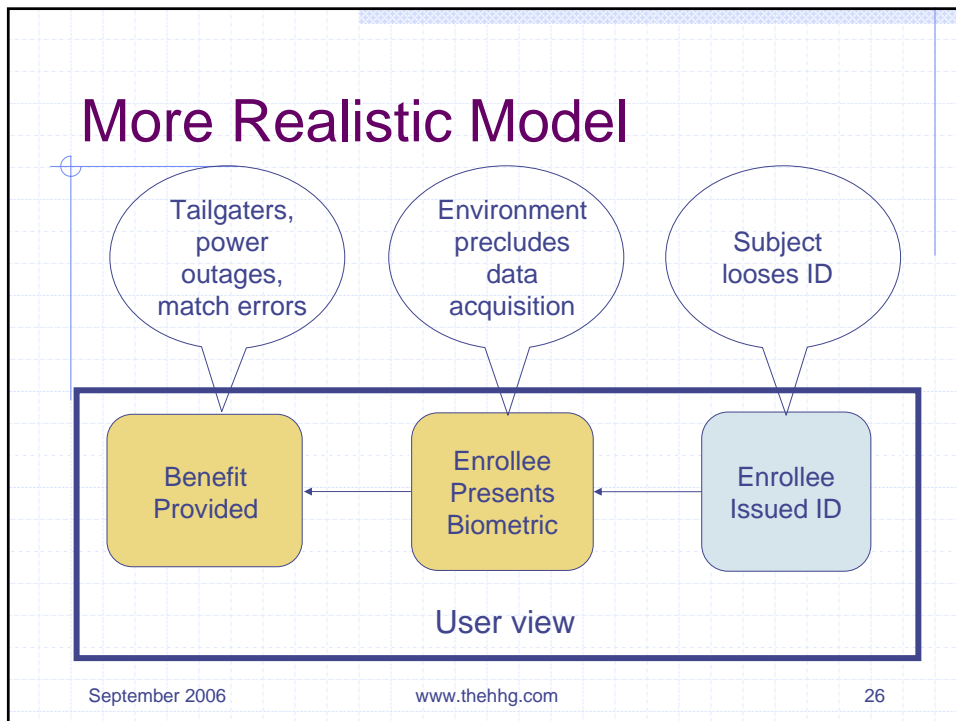 More Realistic Model
Tailgaters,
power
outages,
match errors
Environment
precludes
data
acquisition
Subject
looses ID
Benefit
Provided
Enrollee
Presents
Biometric
Enrollee
Issued ID
User view
September 2006
www.thehhg.com
26